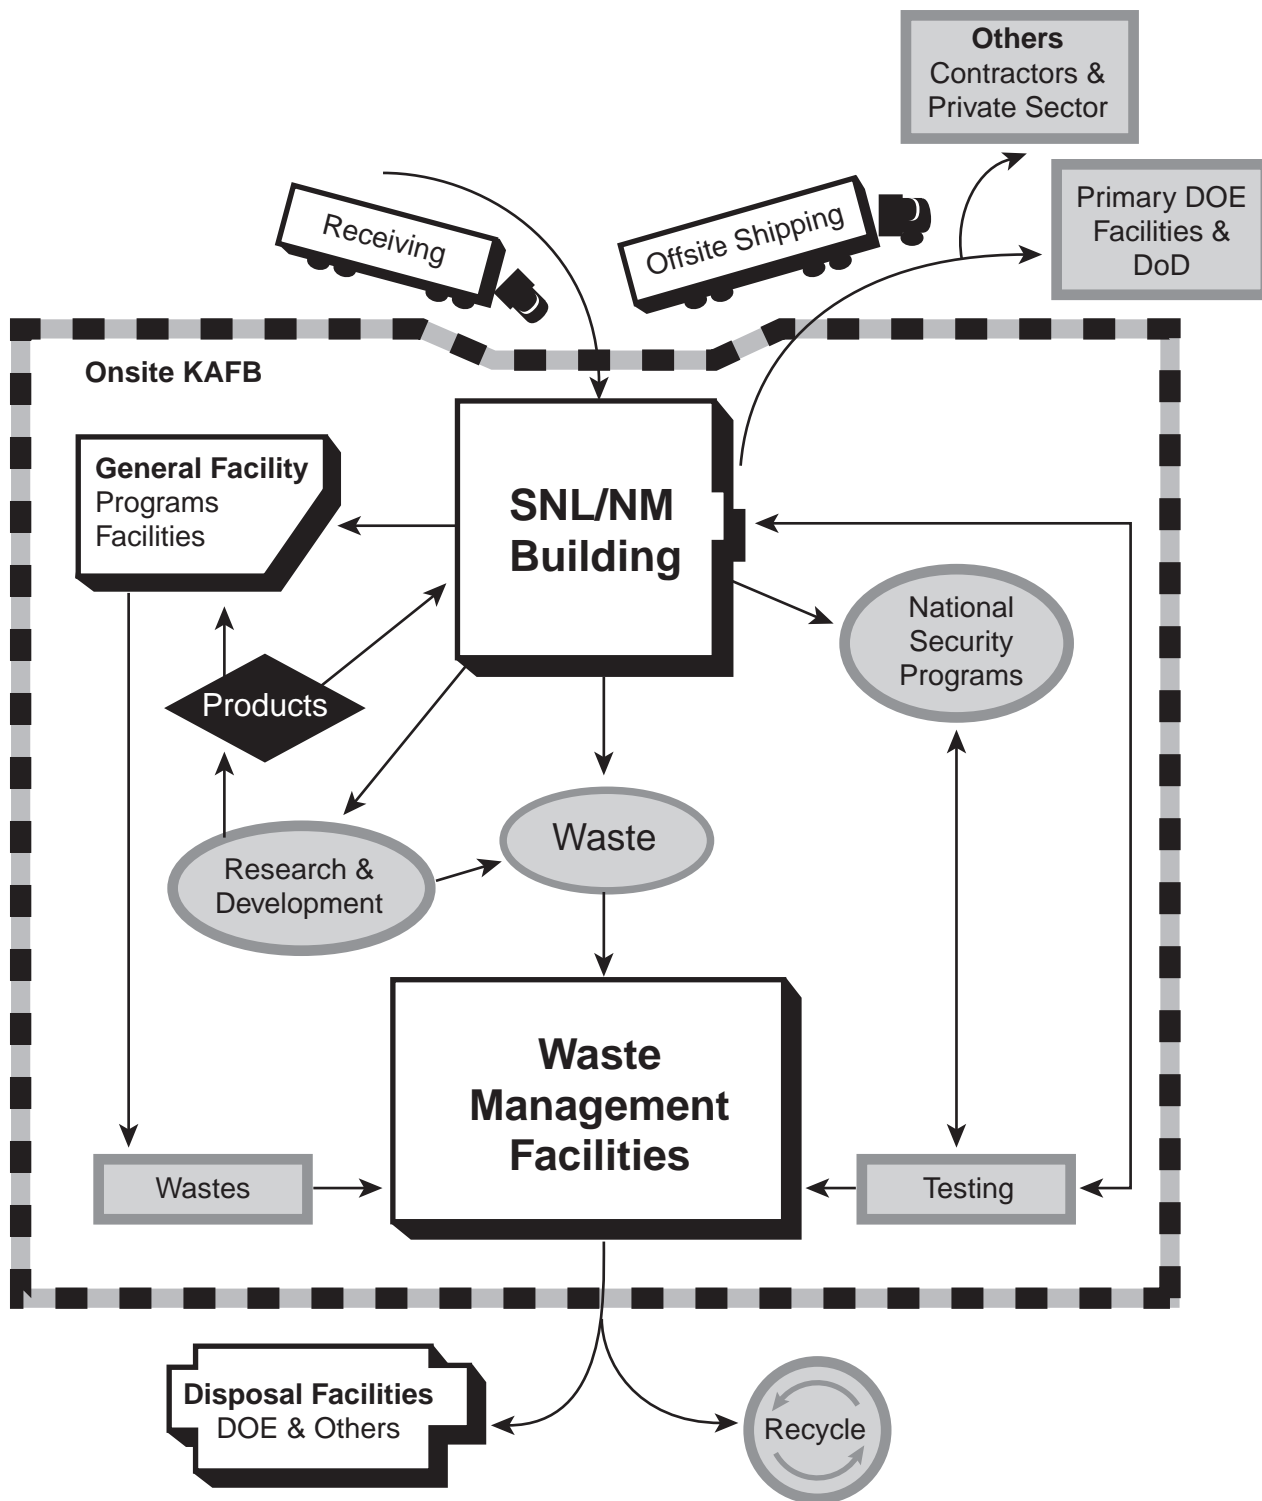 Others
Contractors &
Private Sector
Primary DOE
Facilities &
DoD
Receiving
Offsite Shipping
Onsite KAFB
General Facility
Programs
Facilities
SNL/NM
Building
National
Security
Programs
Products
Waste
Research &
Development
Waste
Management
Facilities
Wastes
Testing
Disposal Facilities
DOE & Others
Recycle